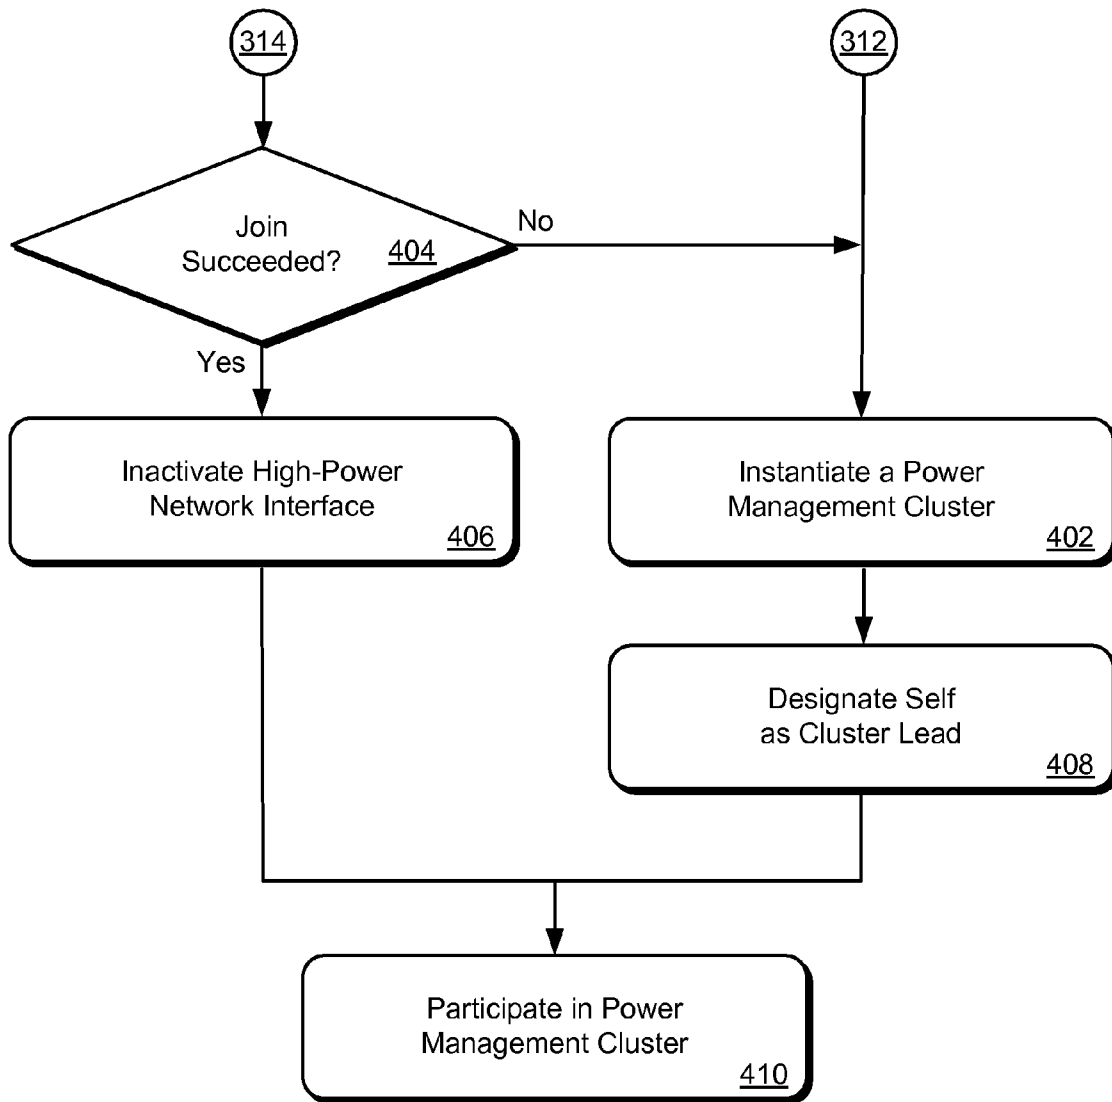 314
312
Join
Succeeded?
404
No
Yes
Inactivate High-Power
Network Interface
406
Instantiate a Power
Management Cluster
402
Designate Self
as Cluster Lead
408
Participate in Power
Management Cluster
410